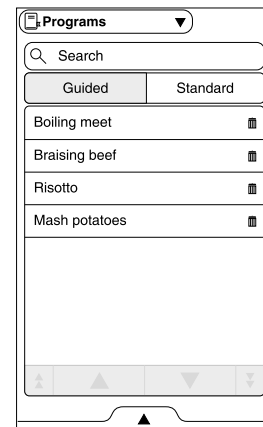 Programs
Search
Guided Standard
Boiling meet
Braising beef
Risotto
Mash potatoes